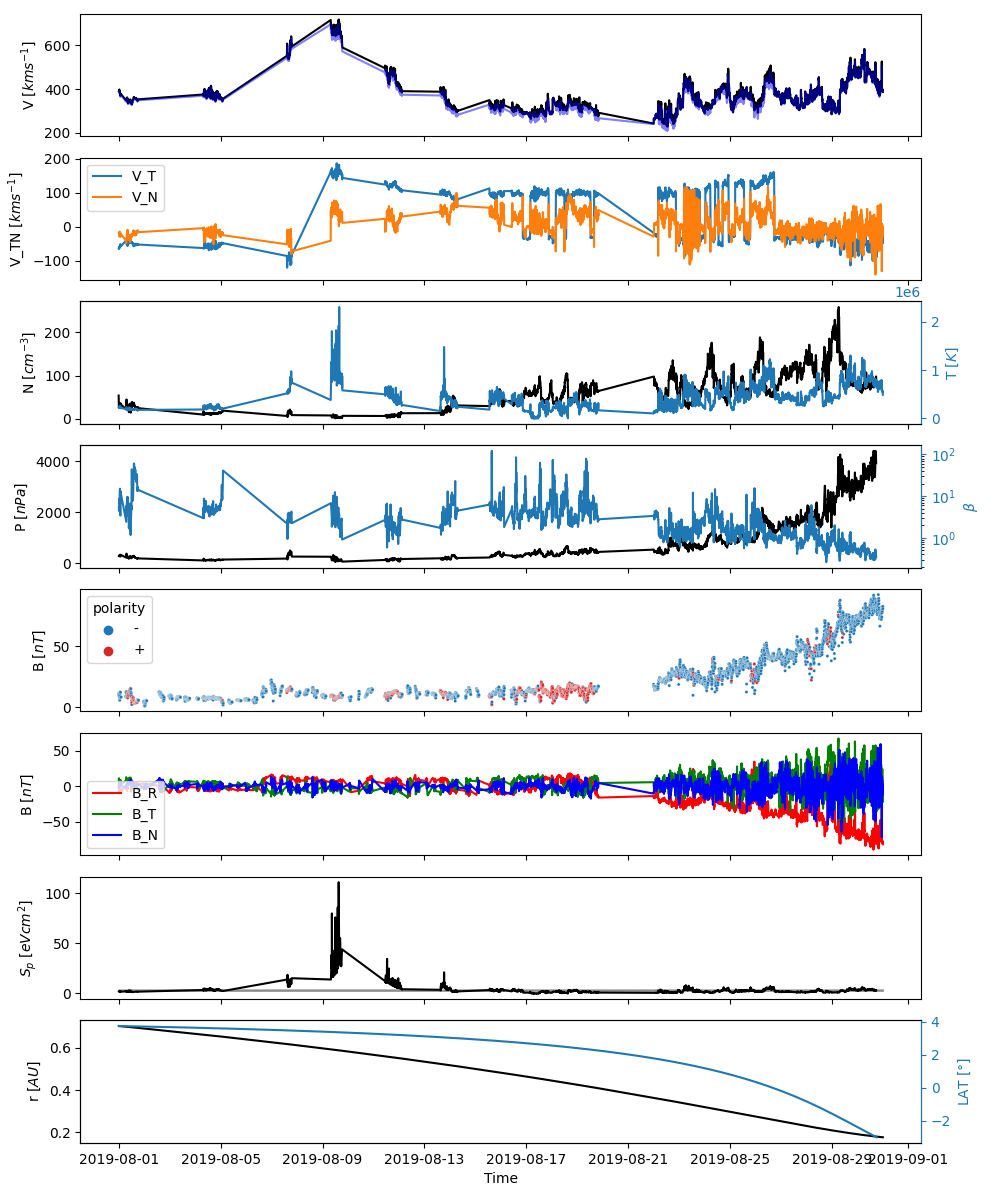 V [kms⁻¹]
600
400
200
V_TN [kms⁻¹]
200
100
0
−100
V_T
V_N
N [cm⁻³]
200
100
0
1e6
2
1
0
T [K]
P [nPa]
4000
2000
0
10²
10¹
10⁰
β
B [nT]
50
0
polarity
-
+
B [nT]
50
0
−50
B_R
B_T
B_N
Sₚ [eVcm²]
100
50
0
r [AU]
0.6
0.4
0.2
4
2
0
−2
LAT [°]
2019-08-01 2019-08-05 2019-08-09 2019-08-13 2019-08-17 2019-08-21 2019-08-25 2019-08-29 2019-09-01
Time